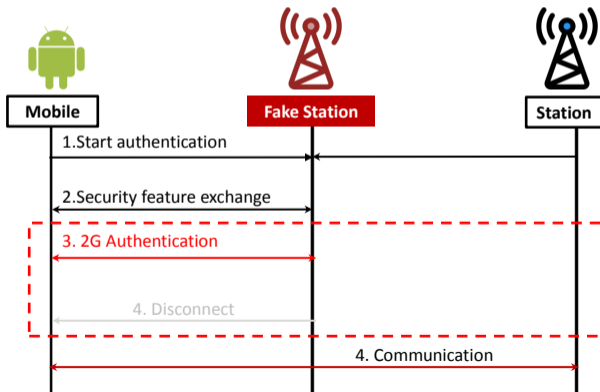 Mobile
Fake Station
Station
1.Start authentication
2.Security feature exchange
3. 2G Authentication
4. Disconnect
4. Communication